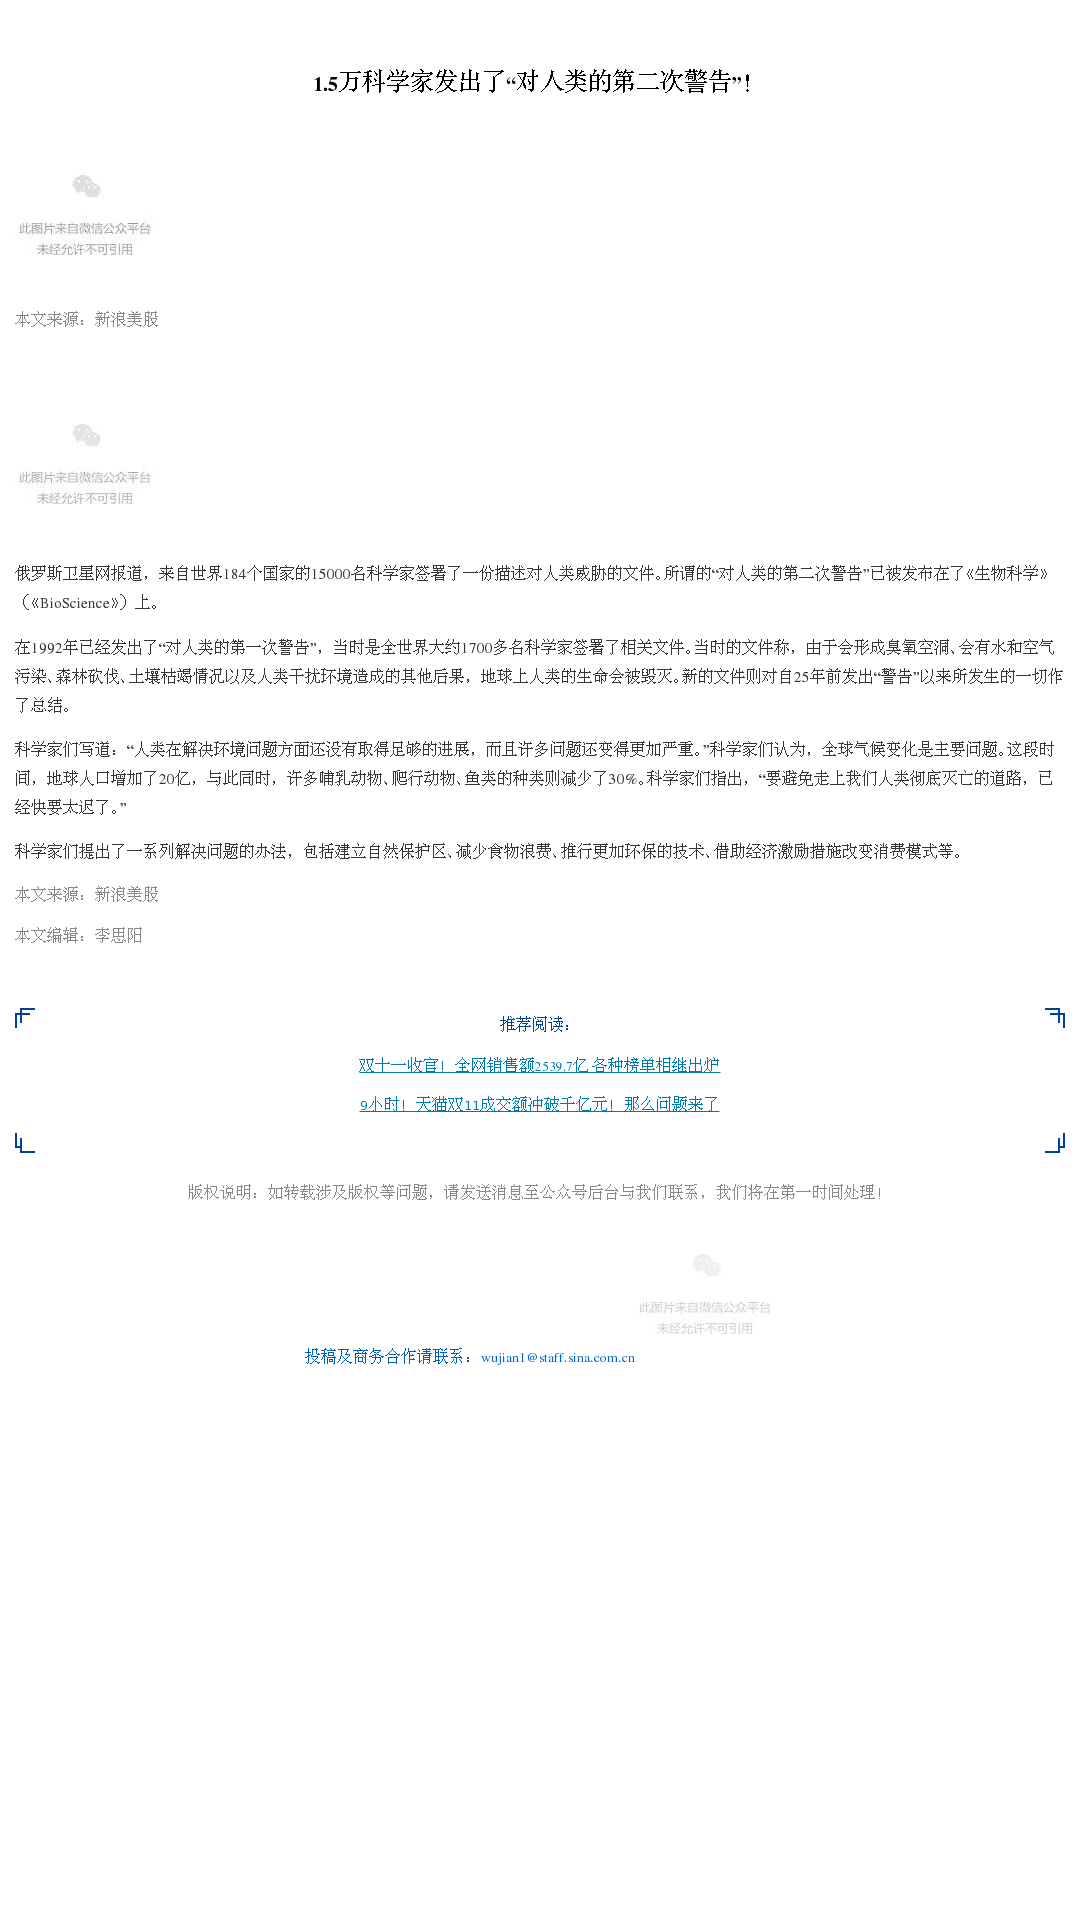 1.5万科学家发出了“对人类的第二次警告”！
此图片来自微信公众平台
未经允许不可引用
本文来源：新浪美股
此图片来自微信公众平台
未经允许不可引用
俄罗斯卫星网报道，来自世界184个国家的15000名科学家签署了一份描述对人类威胁的文件。所谓的“对人类的第二次警告”已被发布在了《生物科学》
（《BioScience》）上。
在1992年已经发出了“对人类的第一次警告”，当时是全世界大约1700多名科学家签署了相关文件。当时的文件称，由于会形成臭氧空洞、会有水和空气
污染、森林砍伐、土壤枯竭情况以及人类干扰环境造成的其他后果，地球上人类的生命会被毁灭。新的文件则对自25年前发出“警告”以来所发生的一切作
了总结。
科学家们写道：“人类在解决环境问题方面还没有取得足够的进展，而且许多问题还变得更加严重。”科学家们认为，全球气候变化是主要问题。这段时
间，地球人口增加了20亿，与此同时，许多哺乳动物、爬行动物、鱼类的种类则减少了30%。科学家们指出，“要避免走上我们人类彻底灭亡的道路，已
经快要太迟了。”
科学家们提出了一系列解决问题的办法，包括建立自然保护区、减少食物浪费、推行更加环保的技术、借助经济激励措施改变消费模式等。
本文来源：新浪美股
本文编辑：李思阳
推荐阅读：
双十一收官！全网销售额2539.7亿 各种榜单相继出炉
9小时！天猫双11成交额冲破千亿元！那么问题来了
版权说明：如转载涉及版权等问题，请发送消息至公众号后台与我们联系，我们将在第一时间处理！
此图片来自微信公众平台
未经允许不可引用
投稿及商务合作请联系：wujian1@staff.sina.com.cn